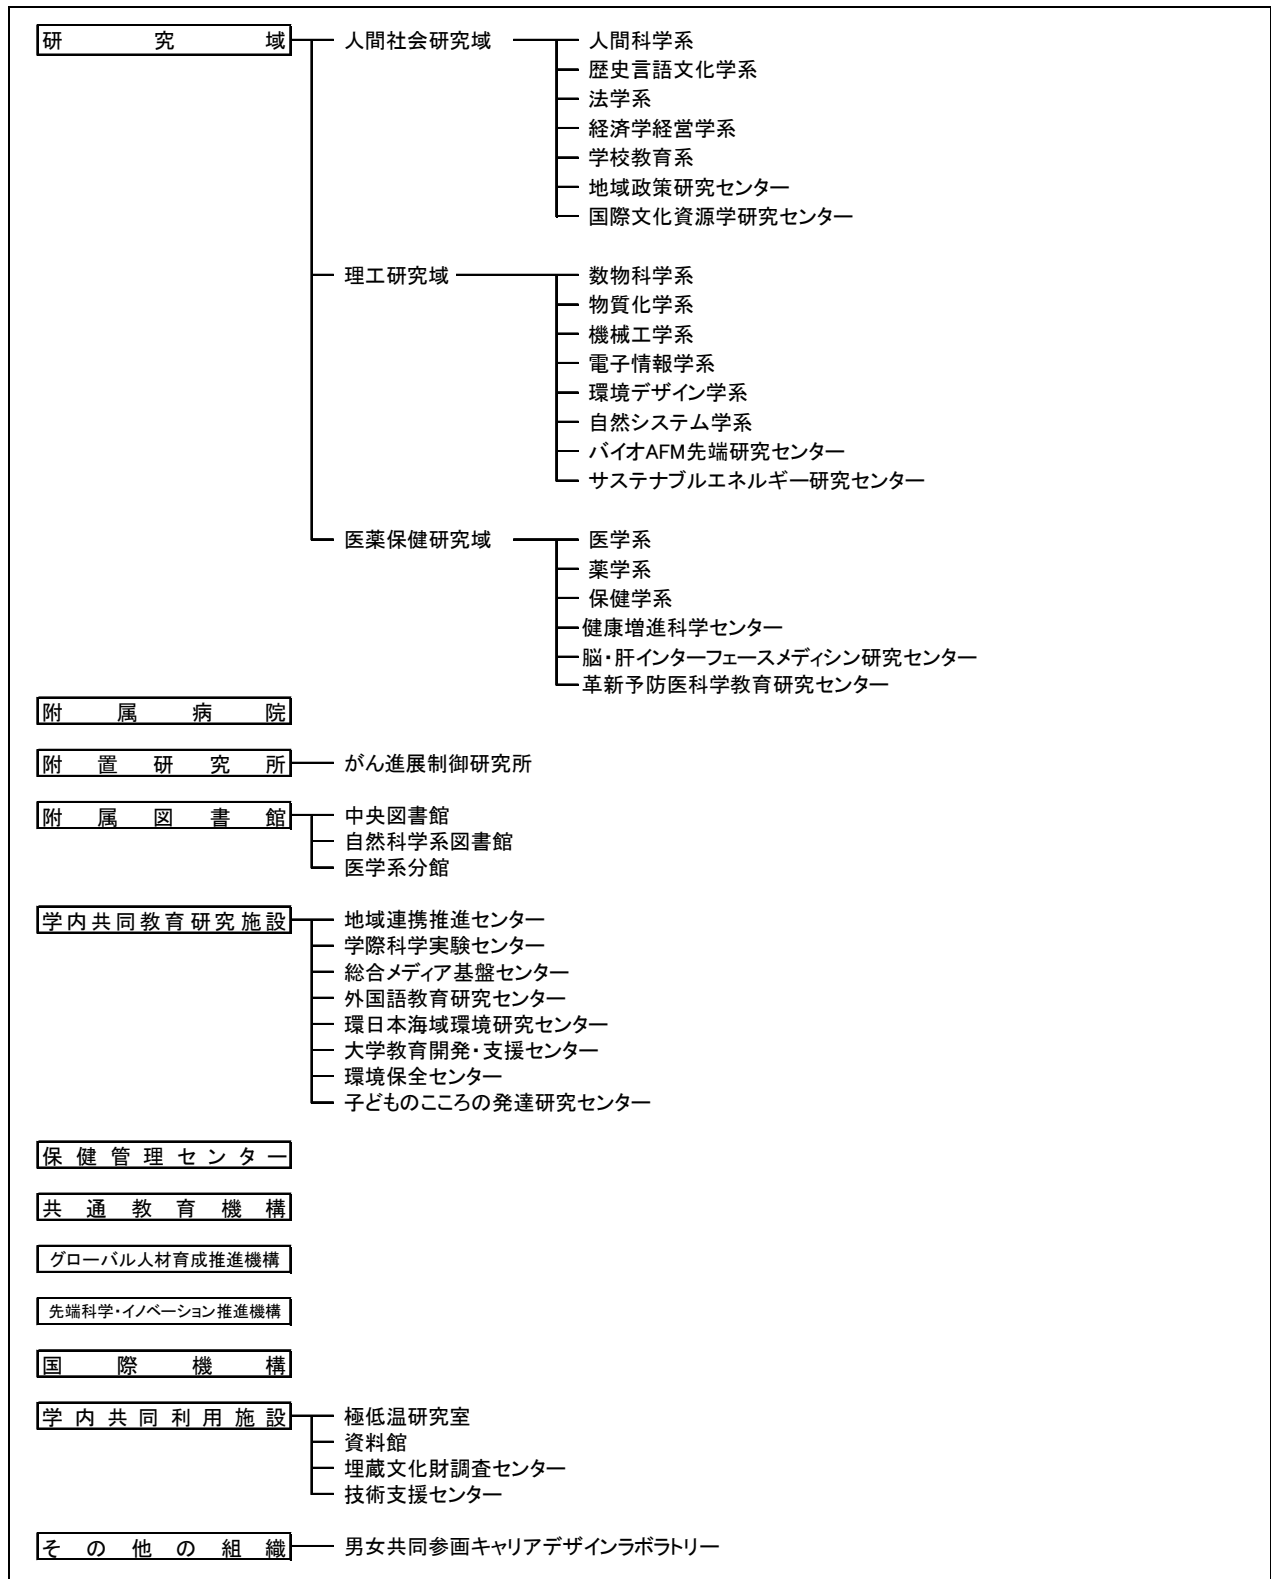 研究域 人間社会研究域 人間科学系
歴史言語文化学系
法学系
経済学経営学系
学校教育系
地域政策研究センター
国際文化資源学研究センター
理工研究域 数物科学系
物質化学系
機械工学系
電子情報学系
環境デザイン学系
自然システム学系
バイオAFM先端研究センター
サステナブルエネルギー研究センター
医薬保健研究域 医学系
薬学系
保健学系
健康増進科学センター
脳・肝インターフェースメディシン研究センター
革新予防医科学教育研究センター
附属病院
附置研究所 がん進展制御研究所
附属図書館 中央図書館
自然科学系図書館
医学系分館
学内共同教育研究施設 地域連携推進センター
学際科学実験センター
総合メディア基盤センター
外国語教育研究センター
環日本海域環境研究センター
大学教育開発・支援センター
環境保全センター
子どものこころの発達研究センター
保健管理センター
共通教育機構
グローバル人材育成推進機構
先端科学・イノベーション推進機構
国際機構
学内共同利用施設 極低温研究室
資料館
埋蔵文化財調査センター
技術支援センター
その他の組織 男女共同参画キャリアデザインラボラトリー